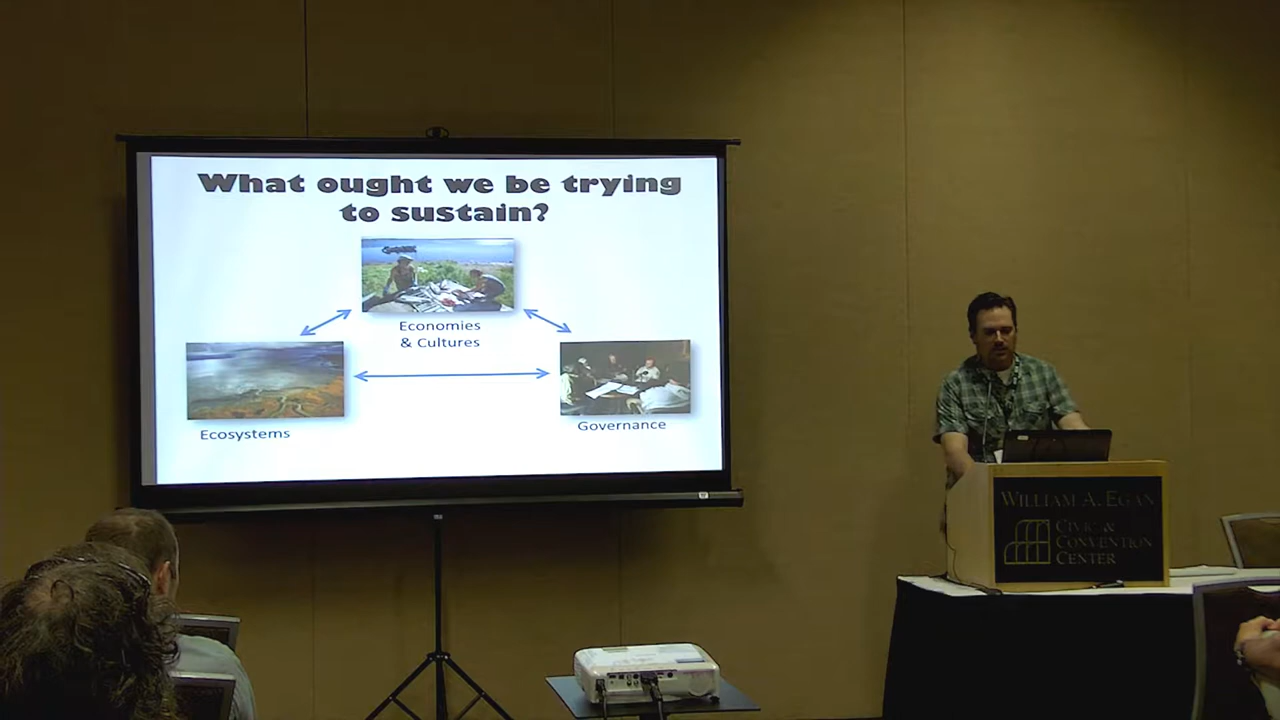 What ought we be trying
to sustain?
Economies
& Cultures
Ecosystems
Governance
WILLIAM A. EGAN
CIVIC &
CONVENTION
CENTER